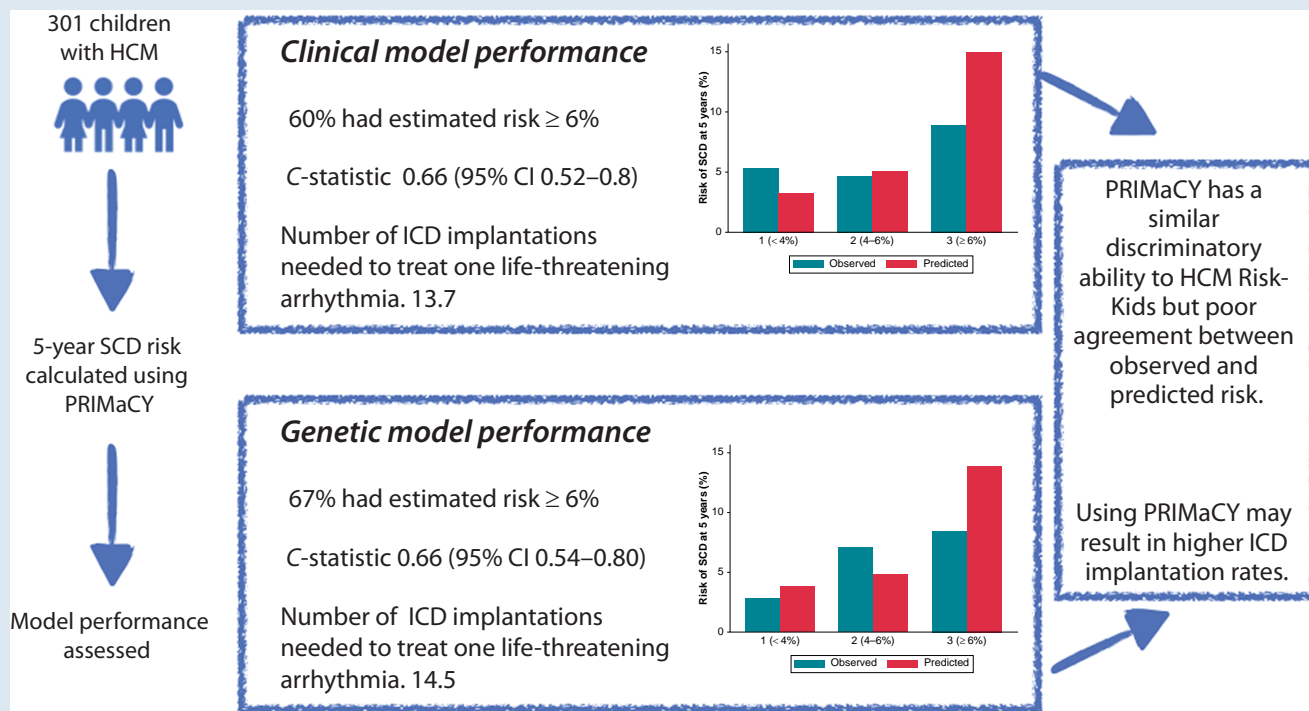 301 children
with HCM
5-year SCD risk
calculated using
PRIMaCY
Model performance
assessed
Clinical model performance
60% had estimated risk ≥ 6%
C-statistic 0.66 (95% CI 0.52–0.8)
Number of ICD implantations
needed to treat one life-threatening
arrhythmia. 13.7
Risk of SCD at 5 years (%)
15
10
5
0
1 (<4%) 2 (4–6%) 3 (≥6%)
Observed Predicted
Genetic model performance
67% had estimated risk ≥ 6%
C-statistic 0.66 (95% CI 0.54–0.80)
Number of ICD implantations
needed to treat one life-threatening
arrhythmia. 14.5
Risk of SCD at 5 years (%)
15
10
5
0
1 (<4%) 2 (4–6%) 3 (≥6%)
Observed Predicted
PRIMaCY has a
similar
discriminatory
ability to HCM Risk-
Kids but poor
agreement between
observed and
predicted risk.
Using PRIMaCY may
result in higher ICD
implantation rates.